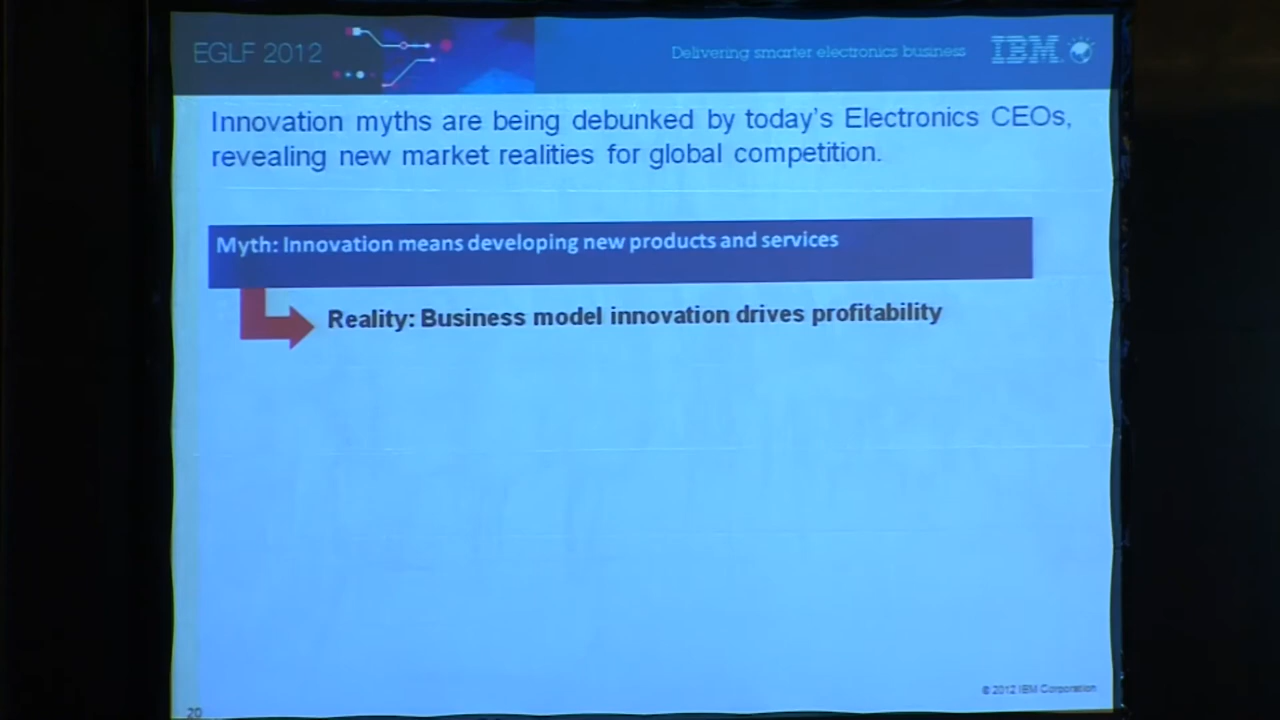 EGLF 2012
Delivering smarter electronics business
IBM
Innovation myths are being debunked by today's Electronics CEOs,
revealing new market realities for global competition.
Myth: Innovation means developing new products and services
Reality: Business model innovation drives profitability
© 2012 IBM Corporation
20